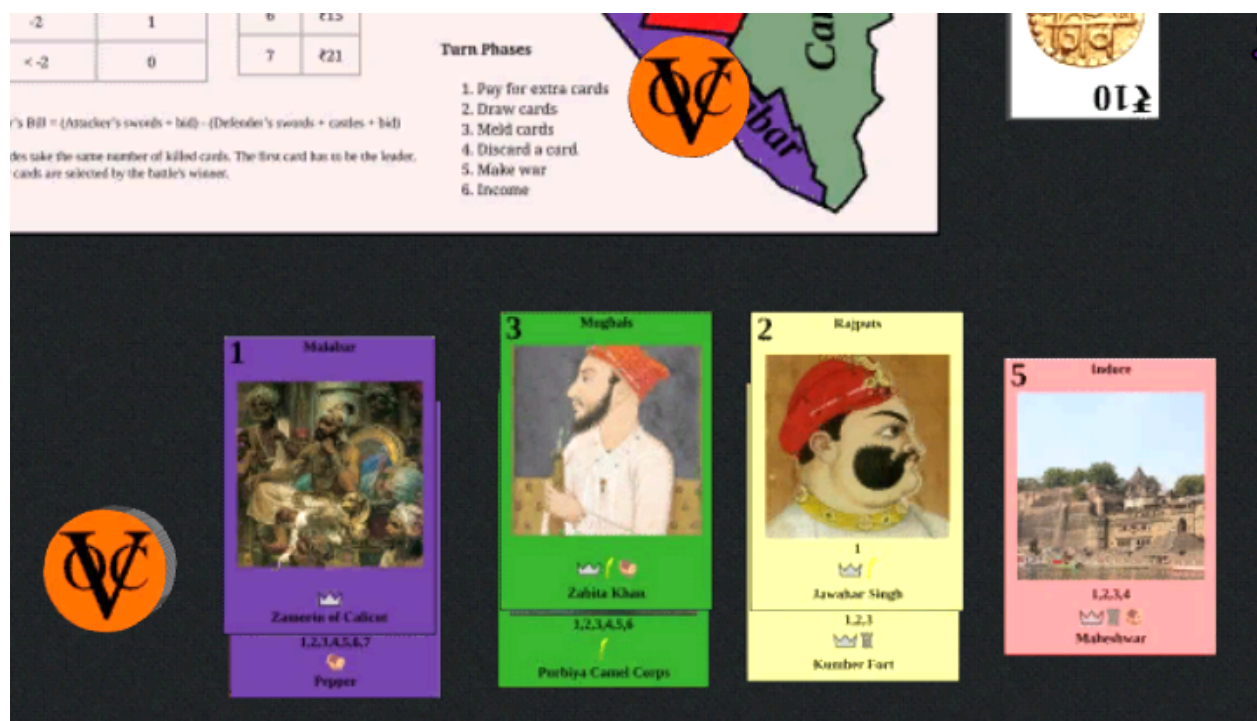 -2 1
< -2 0
6 ₹15
7 ₹21
's Bill = (Attacker's swords + bid) - (Defender's swords + castles + bid)
des take the same number of killed cards. The first card has to be the leader.
cards are selected by the battle's winner.
Turn Phases
1. Pay for extra cards
2. Draw cards
3. Meld cards
4. Discard a card
5. Make war
6. Income
Car
bar
VOC
₹10
VOC
1
Malabar
Zamorin of Calicut
1,2,3,4,5,6,7
Pepper
3
Mughals
Zabita Khan
1,2,3,4,5,6
Purbiya Camel Corps
2
Rajputs
1
Jawahar Singh
1,2,3
Kumber Fort
5
Indore
1,2,3,4
Maheshwar